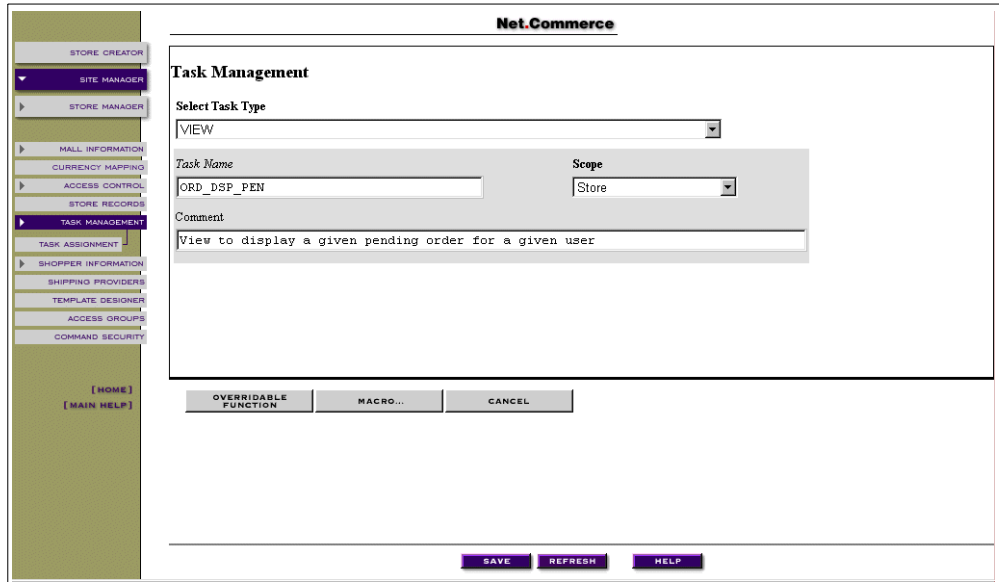 Net.Commerce
STORE CREATOR
SITE MANAGER
STORE MANAGER
MALL INFORMATION
CURRENCY MAPPING
ACCESS CONTROL
STORE RECORDS
TASK MANAGEMENT
TASK ASSIGNMENT
SHOPPER INFORMATION
SHIPPING PROVIDERS
TEMPLATE DESIGNER
ACCESS GROUPS
COMMAND SECURITY
[HOME]
[MAIN HELP]
Task Management
Select Task Type
VIEW
Task Name Scope
ORD_DSP_PEN Store
Comment
View to display a given pending order for a given user
OVERRIDABLE
FUNCTION
MACRO...
CANCEL
SAVE REFRESH HELP